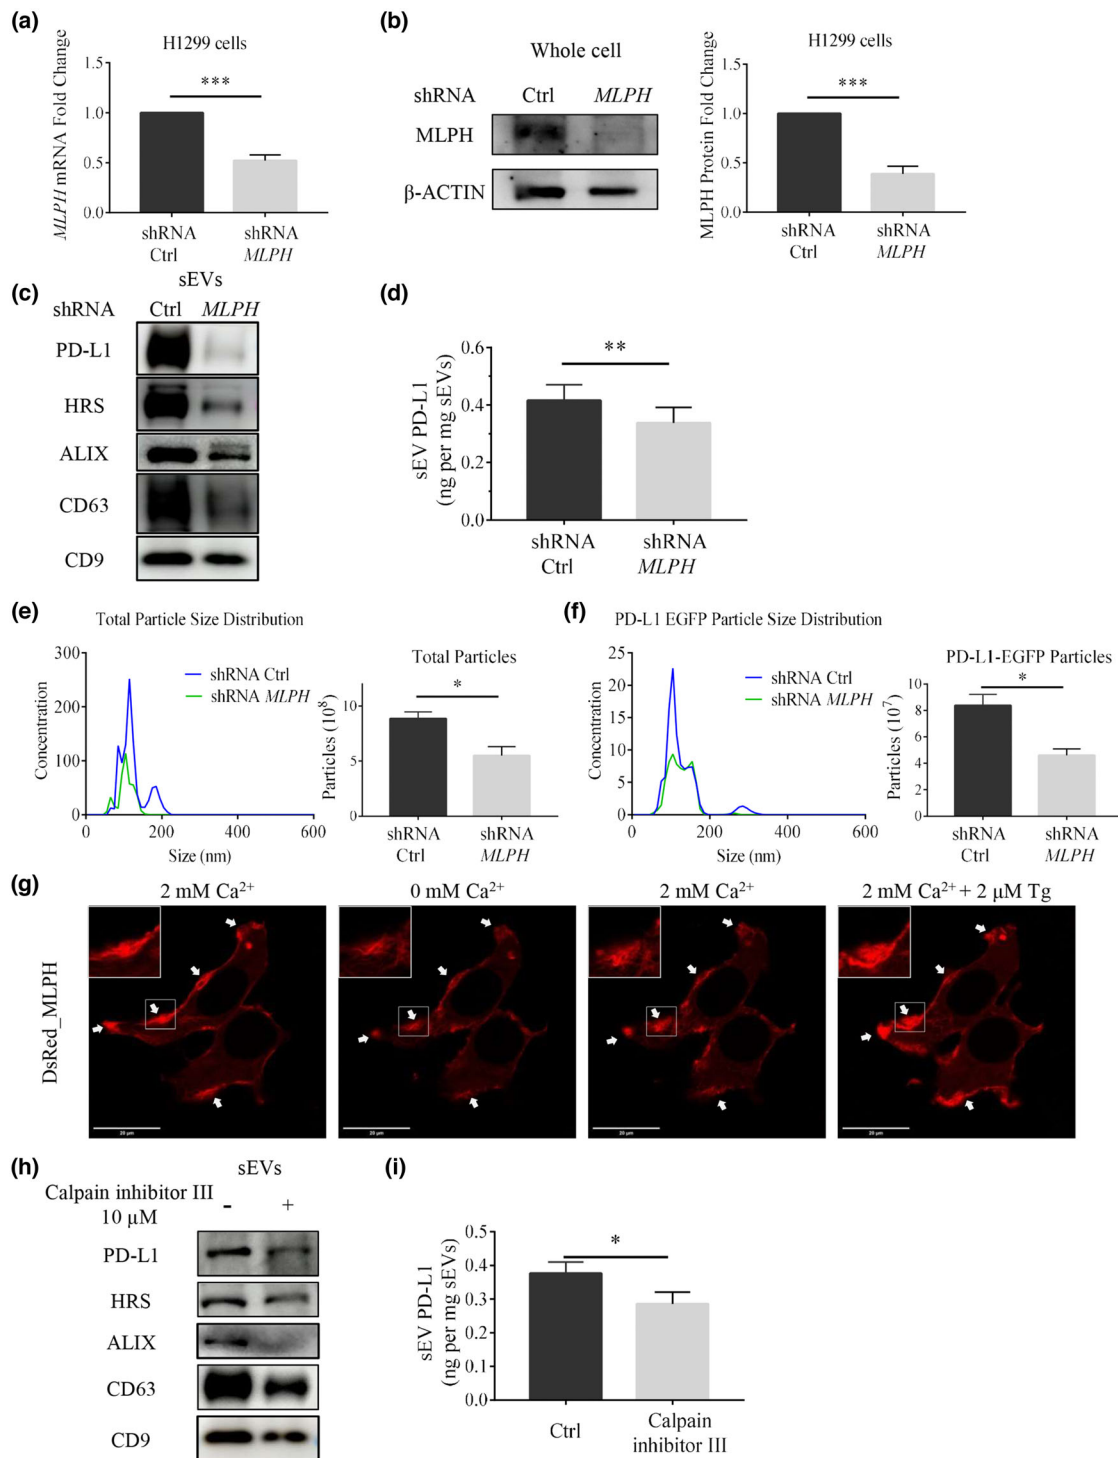 (a)
H1299 cells
***
MLPH mRNA Fold Change
1.5
1.0
0.5
0.0
shRNA Ctrl
shRNA MLPH
(b)
Whole cell
shRNA Ctrl MLPH
MLPH
β-ACTIN
H1299 cells
***
MLPH Protein Fold Change
1.5
1.0
0.5
0.0
shRNA Ctrl
shRNA MLPH
(c)
sEVs
shRNA Ctrl MLPH
PD-L1
HRS
ALIX
CD63
CD9
(d)
**
sEV PD-L1
(ng per mg sEVs)
0.6
0.4
0.2
0.0
shRNA Ctrl
shRNA MLPH
(e)
Total Particle Size Distribution
Concentration
300
200
100
0
0 200 400 600
Size (nm)
shRNA Ctrl
shRNA MLPH
Total Particles
*
Particles (10⁸)
10
5
0
shRNA Ctrl
shRNA MLPH
(f)
PD-L1 EGFP Particle Size Distribution
Concentration
25
20
15
10
5
0
0 200 400 600
Size (nm)
shRNA Ctrl
shRNA MLPH
PD-L1-EGFP Particles
*
Particles (10⁷)
10
8
6
4
2
0
shRNA Ctrl
shRNA MLPH
(g)
2 mM Ca²⁺
0 mM Ca²⁺
2 mM Ca²⁺
2 mM Ca²⁺ + 2 μM Tg
DsRed_MLPH
20 μm
20 μm
20 μm
20 μm
(h)
sEVs
Calpain inhibitor III
10 μM
- +
PD-L1
HRS
ALIX
CD63
CD9
(i)
*
sEV PD-L1
(ng per mg sEVs)
0.5
0.4
0.3
0.2
0.1
0.0
Ctrl
Calpain
inhibitor III